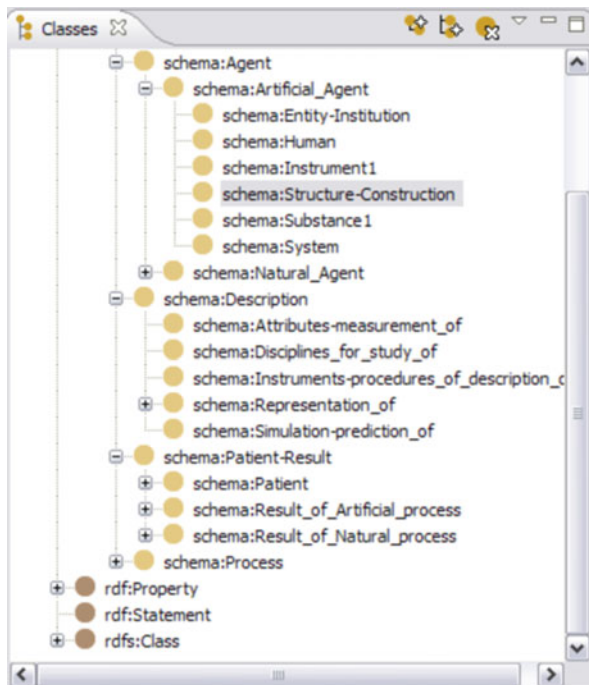 Classes
schema:Agent
schema:Artificial_Agent
schema:Entity-Institution
schema:Human
schema:Instrument1
schema:Structure-Construction
schema:Substance1
schema:System
schema:Natural_Agent
schema:Description
schema:Attributes-measurement_of
schema:Disciplines_for_study_of
schema:Instruments-procedures_of_description_c
schema:Representation_of
schema:Simulation-prediction_of
schema:Patient-Result
schema:Patient
schema:Result_of_Artificial_process
schema:Result_of_Natural_process
schema:Process
rdf:Property
rdf:Statement
rdfs:Class